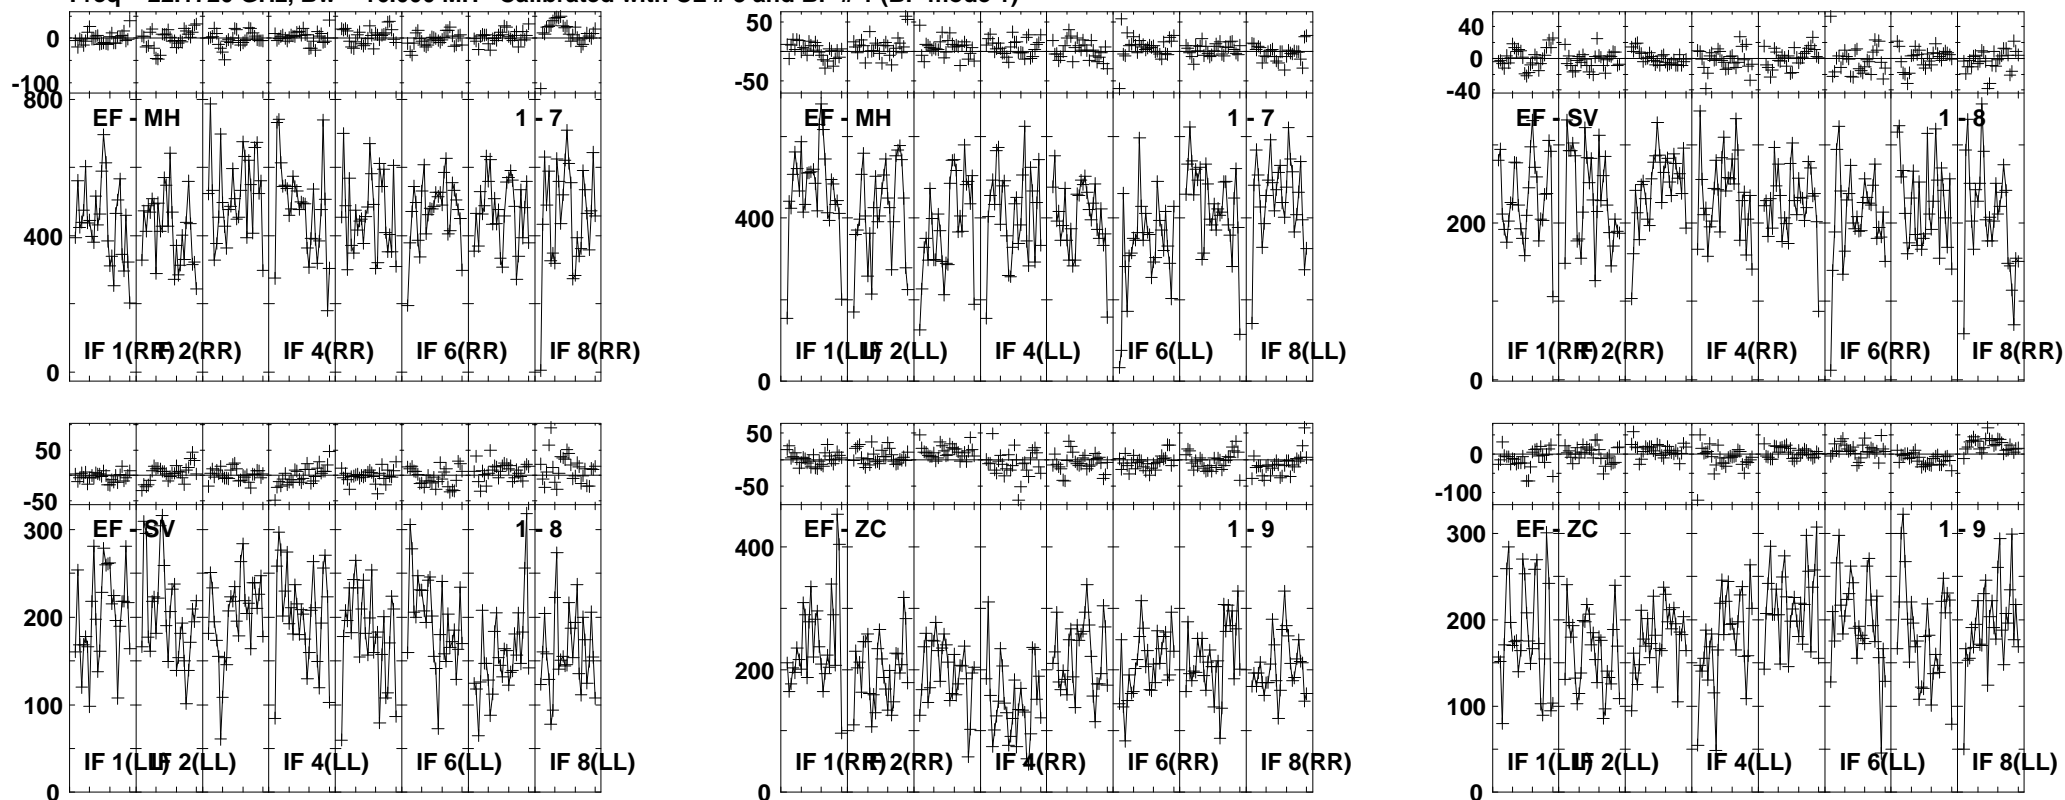 0
-100
800
EF - MH 1 - 7
400
IF 1(RR) IF 2(RR) IF 4(RR) IF 6(RR) IF 8(RR)
0
50
-50
EF - MH 1 - 7
400
IF 1(LL) IF 2(LL) IF 4(LL) IF 6(LL) IF 8(LL)
0
40
0
-40
EF - SV 1 - 8
200
IF 1(RR) IF 2(RR) IF 4(RR) IF 6(RR) IF 8(RR)
0
50
-50
300
EF - SV 1 - 8
200
100
IF 1(LL) IF 2(LL) IF 4(LL) IF 6(LL) IF 8(LL)
0
50
-50
EF - ZC 1 - 9
400
200
IF 1(RR) IF 2(RR) IF 4(RR) IF 6(RR) IF 8(RR)
0
0
-100
300
EF - ZC 1 - 9
200
100
IF 1(LL) IF 2(LL) IF 4(LL) IF 6(LL) IF 8(LL)
0